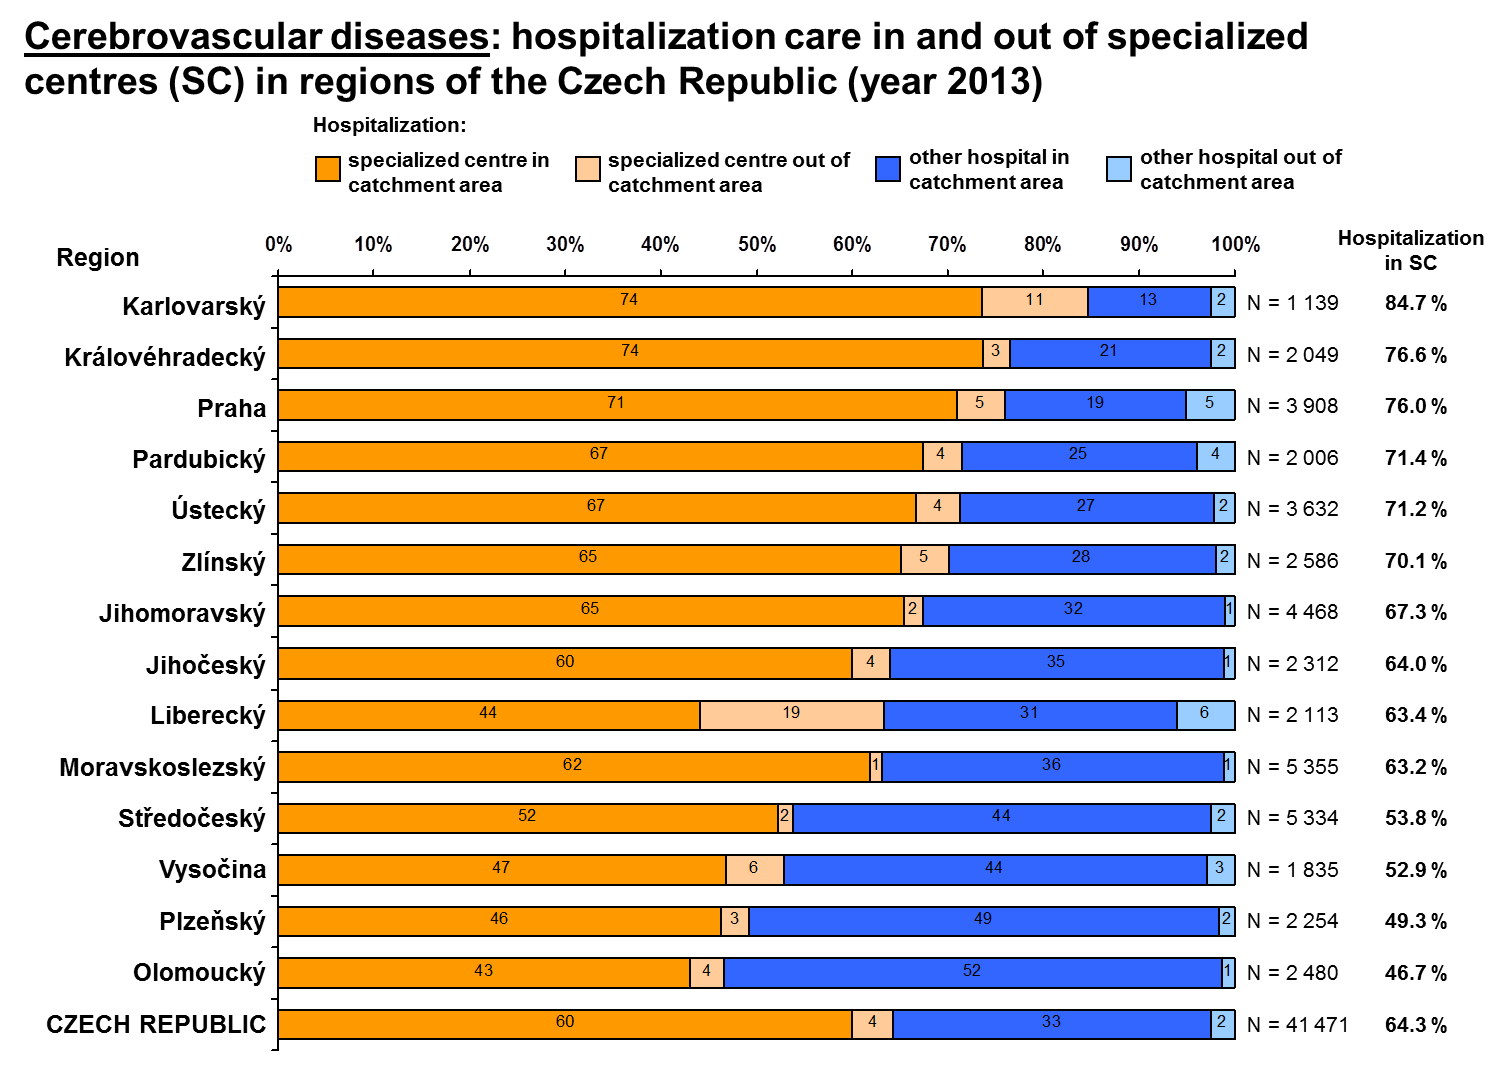 Cerebrovascular diseases: hospitalization care in and out of specialized
centres (SC) in regions of the Czech Republic (year 2013)
Hospitalization:
specialized centre in
catchment area
specialized centre out of
catchment area
other hospital in
catchment area
other hospital out of
catchment area
Region
0% 10% 20% 30% 40% 50% 60% 70% 80% 90% 100%
Hospitalization
in SC
Karlovarský 74 11 13 2 N = 1 139 84.7 %
Královéhradecký 74 3 21 2 N = 2 049 76.6 %
Praha 71 5 19 5 N = 3 908 76.0 %
Pardubický 67 4 25 4 N = 2 006 71.4 %
Ústecký 67 4 27 2 N = 3 632 71.2 %
Zlínský 65 5 28 2 N = 2 586 70.1 %
Jihomoravský 65 2 32 1 N = 4 468 67.3 %
Jihočeský 60 4 35 1 N = 2 312 64.0 %
Liberecký 44 19 31 6 N = 2 113 63.4 %
Moravskoslezský 62 1 36 1 N = 5 355 63.2 %
Středočeský 52 2 44 2 N = 5 334 53.8 %
Vysočina 47 6 44 3 N = 1 835 52.9 %
Plzeňský 46 3 49 2 N = 2 254 49.3 %
Olomoucký 43 4 52 1 N = 2 480 46.7 %
CZECH REPUBLIC 60 4 33 2 N = 41 471 64.3 %